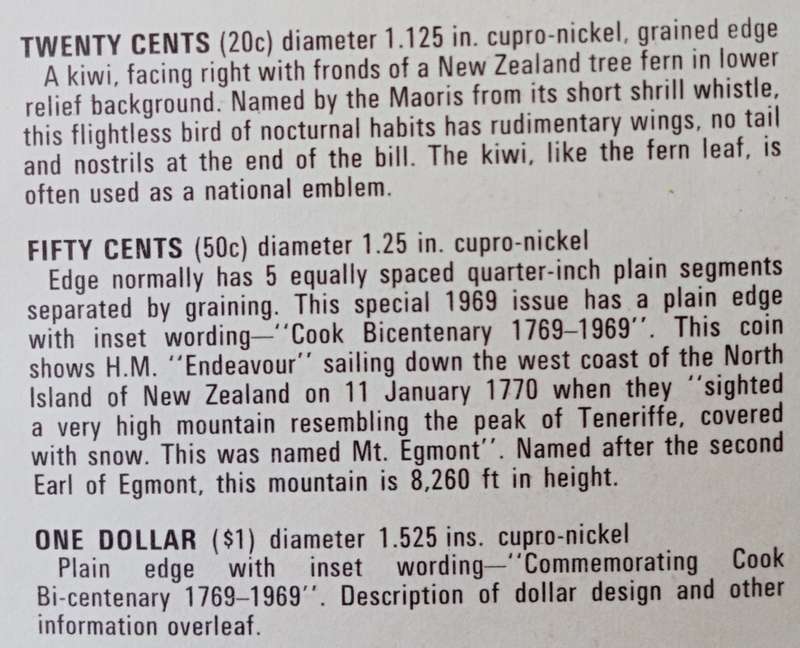 TWENTY CENTS (20c) diameter 1.125 in. cupro-nickel, grained edge
A kiwi, facing right with fronds of a New Zealand tree fern in lower
relief background. Named by the Maoris from its short shrill whistle,
this flightless bird of nocturnal habits has rudimentary wings, no tail
and nostrils at the end of the bill. The kiwi, like the fern leaf, is
often used as a national emblem.
FIFTY CENTS (50c) diameter 1.25 in. cupro-nickel
Edge normally has 5 equally spaced quarter-inch plain segments
separated by graining. This special 1969 issue has a plain edge
with inset wording—"Cook Bicentenary 1769–1969". This coin
shows H.M. "Endeavour" sailing down the west coast of the North
Island of New Zealand on 11 January 1770 when they "sighted
a very high mountain resembling the peak of Teneriffe, covered
with snow. This was named Mt. Egmont". Named after the second
Earl of Egmont, this mountain is 8,260 ft in height.
ONE DOLLAR ($1) diameter 1.525 ins. cupro-nickel
Plain edge with inset wording—"Commemorating Cook
Bi-centenary 1769–1969". Description of dollar design and other
information overleaf.